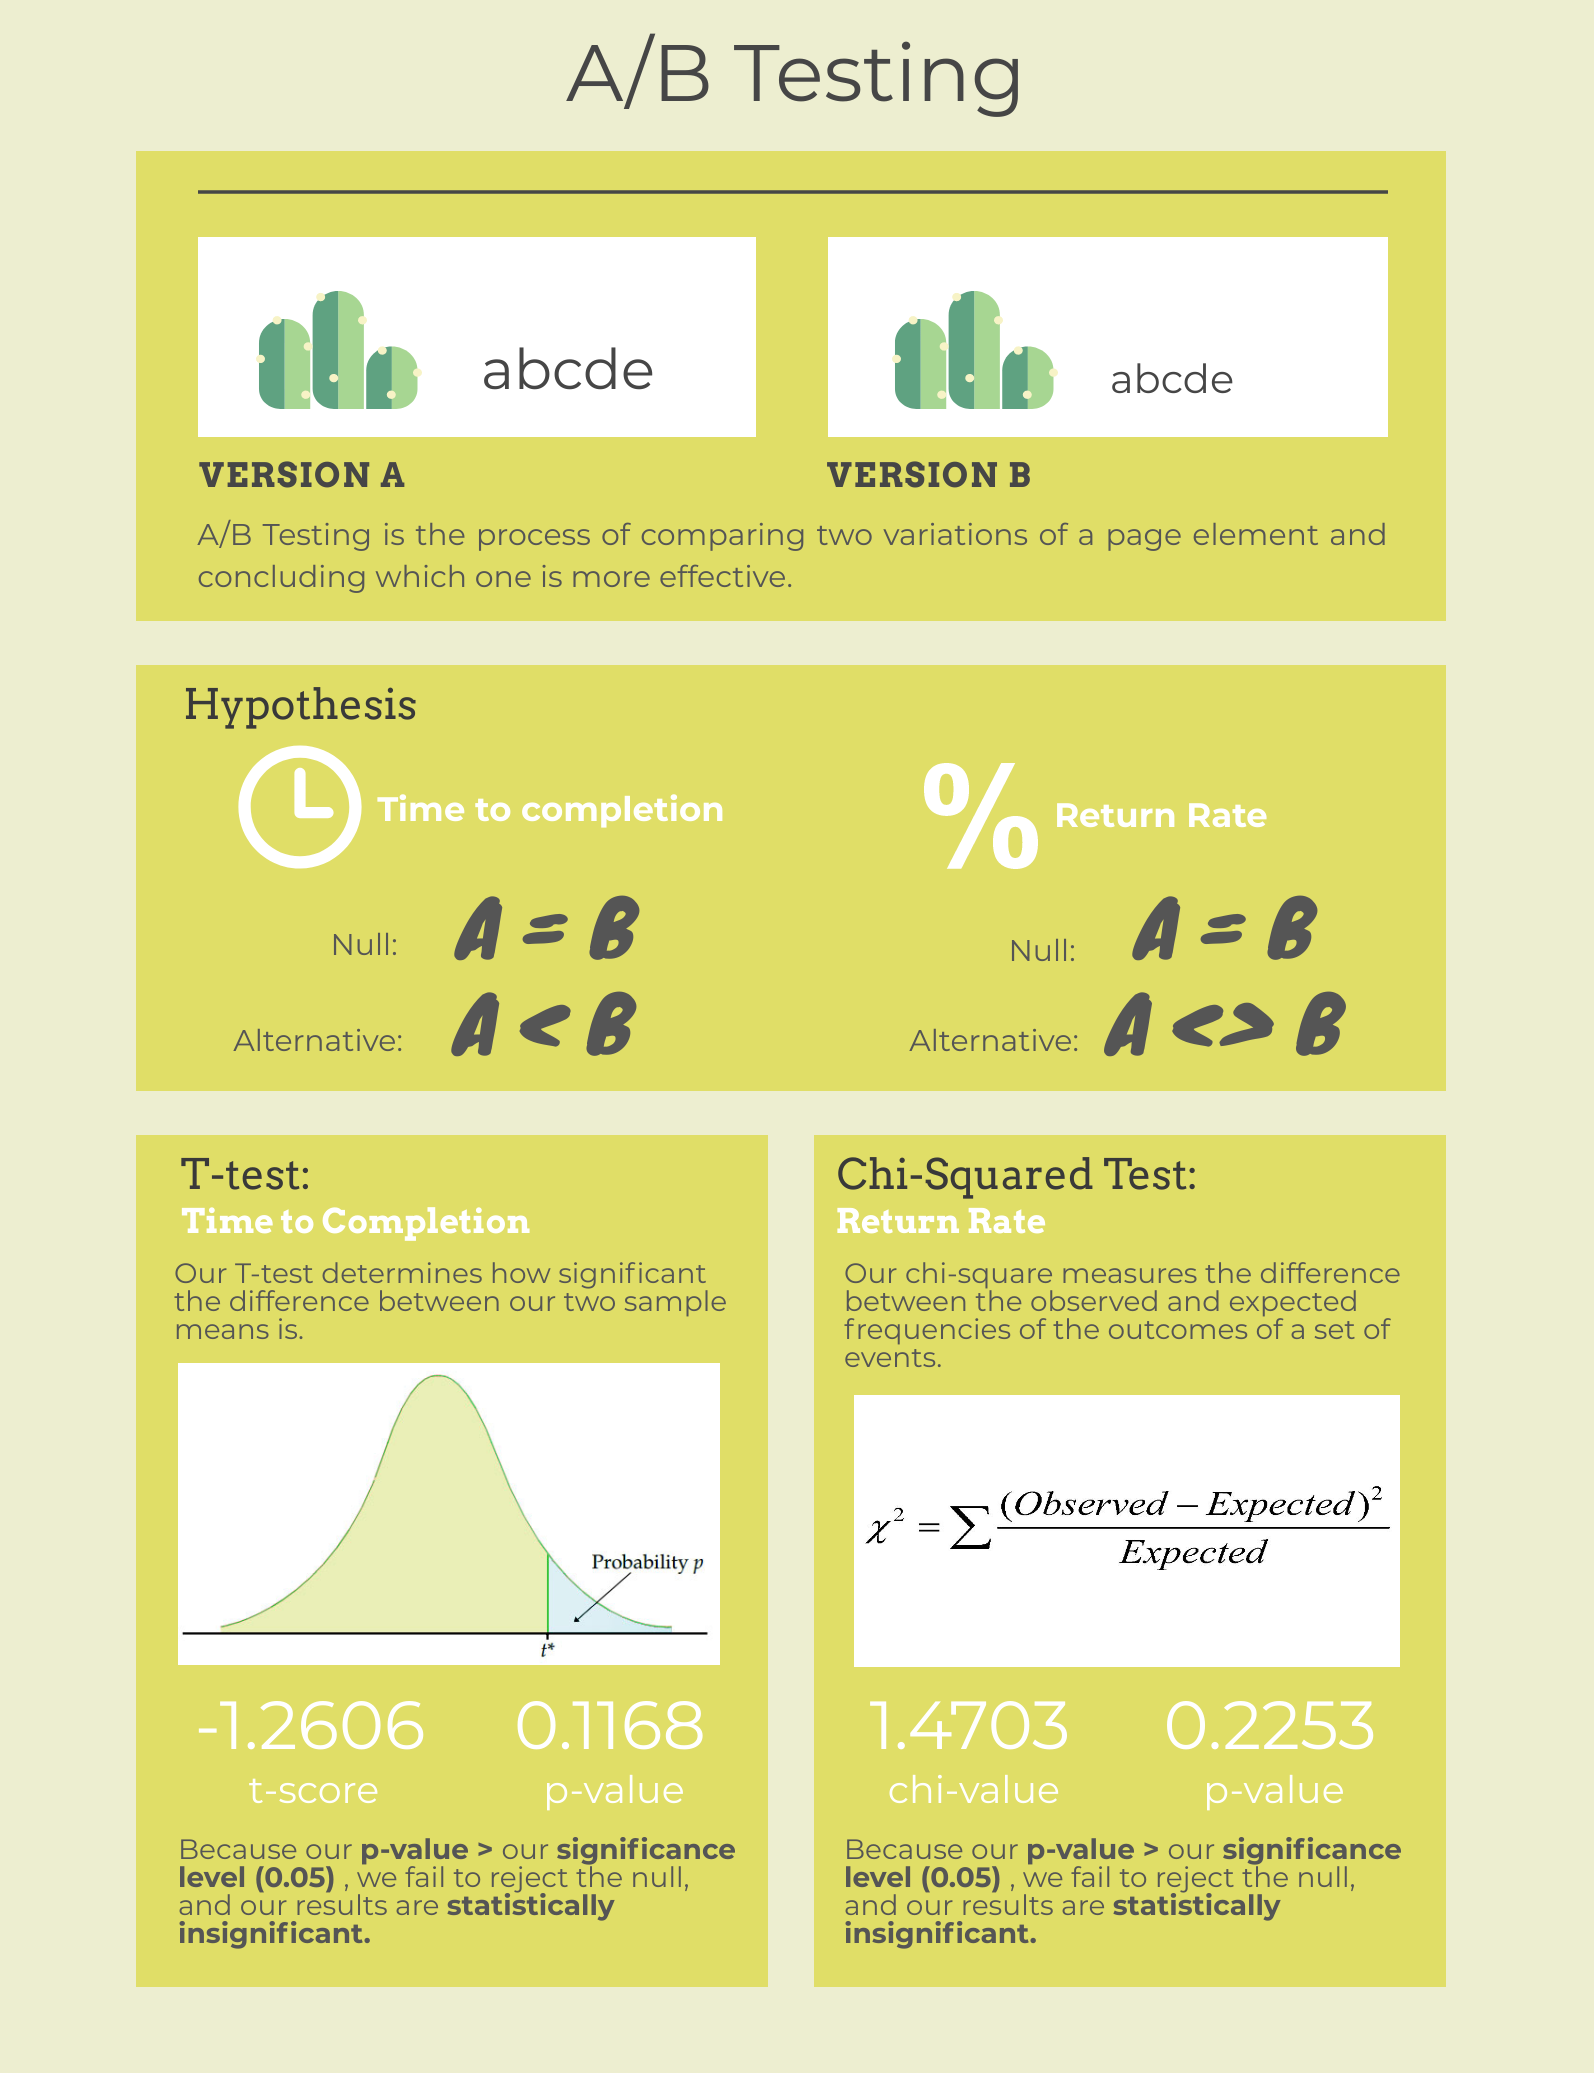 A/B Testing
abcde
abcde
VERSION A
VERSION B
A/B Testing is the process of comparing two variations of a page element and
concluding which one is more effective.
Hypothesis
Time to completion
% Return Rate
Null: A = B
Null: A = B
Alternative: A < B
Alternative: A <> B
T-test:
Time to Completion
Our T-test determines how significant
the difference between our two sample
means is.
Probability p
t*
-1.2606 0.1168
t-score p-value
Because our p-value > our significance
level (0.05) , we fail to reject the null,
and our results are statistically
insignificant.
Chi-Squared Test:
Return Rate
Our chi-square measures the difference
between the observed and expected
frequencies of the outcomes of a set of
events.
χ² = ∑ (Observed − Expected)²
Expected
1.4703 0.2253
chi-value p-value
Because our p-value > our significance
level (0.05) , we fail to reject the null,
and our results are statistically
insignificant.